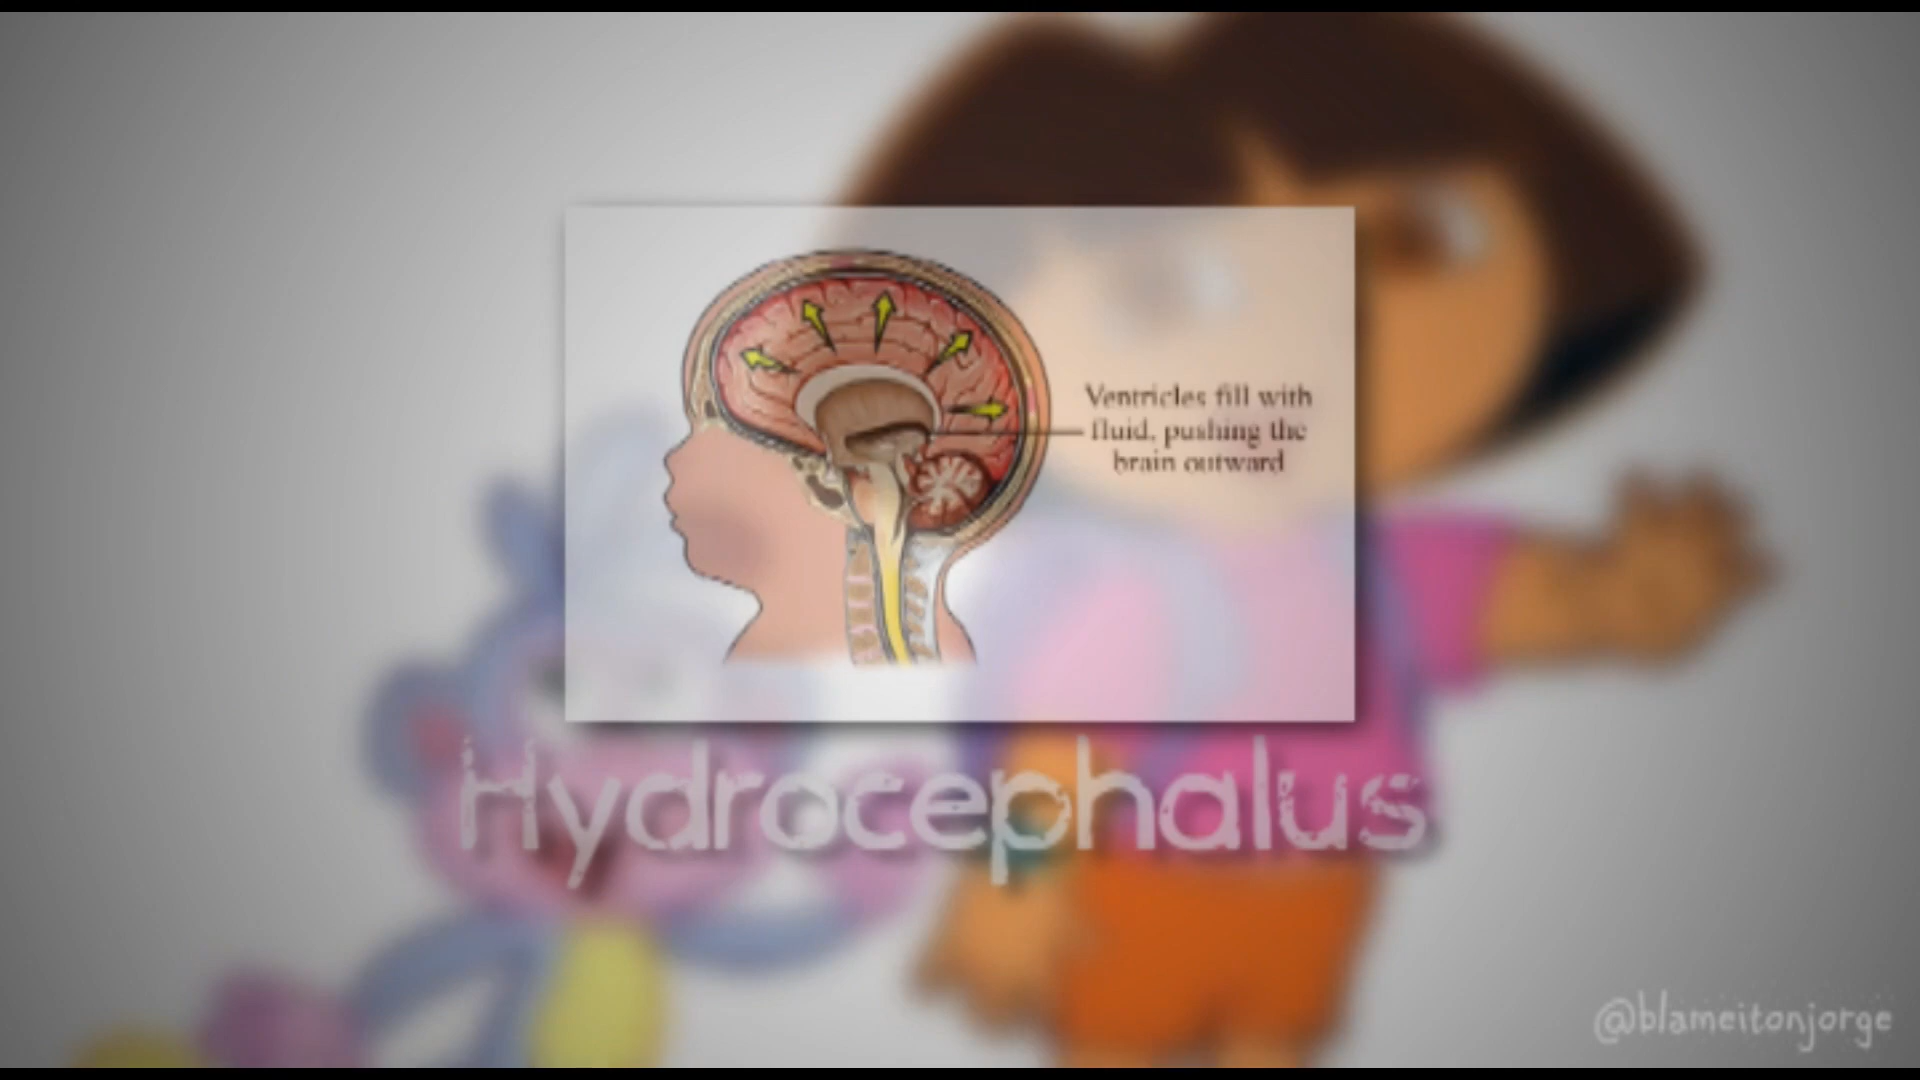 Ventricles fill with
fluid, pushing the
brain outward
Hydrocephalus
@blameitonjorge